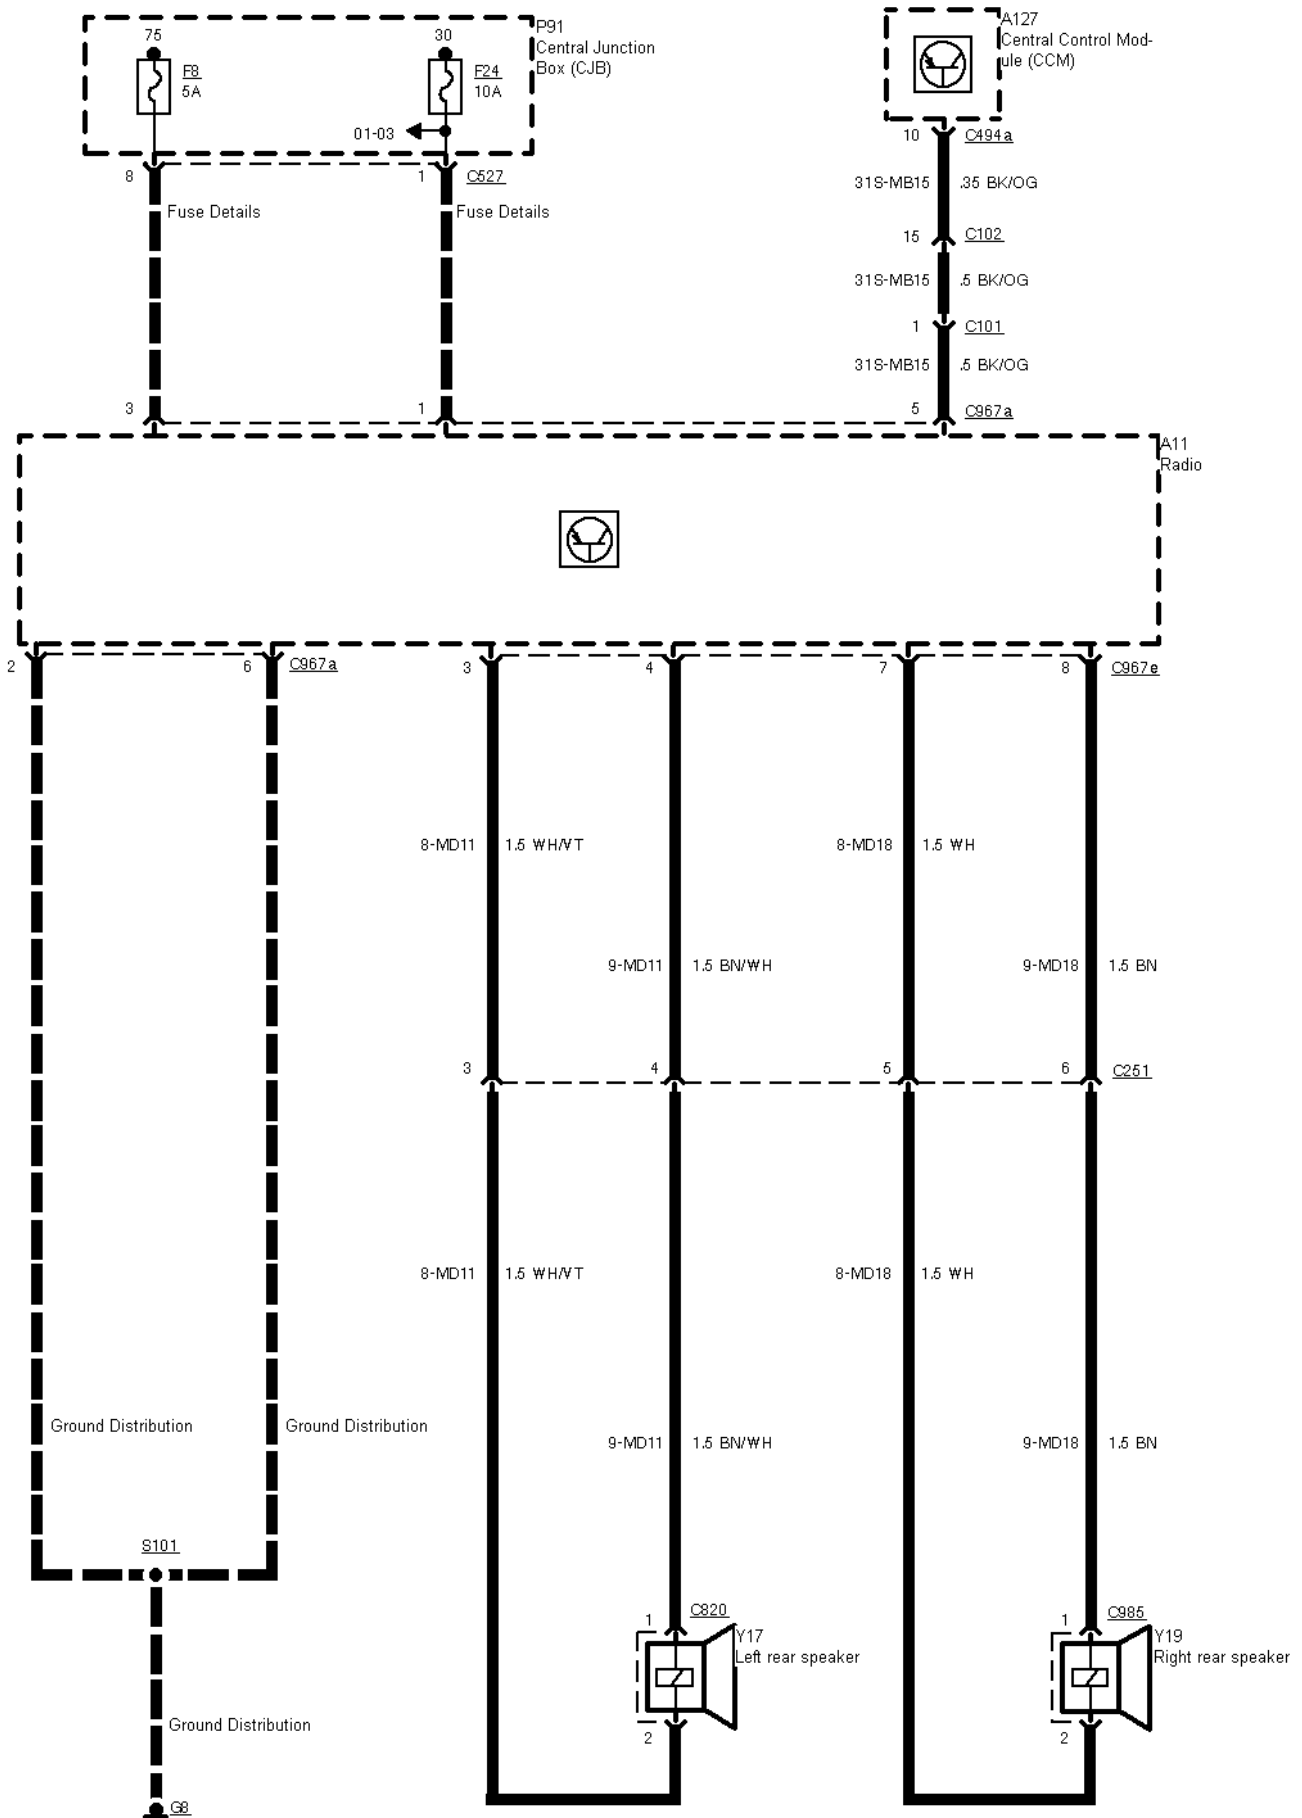 75
30
P91
Central Junction
Box (CJB)
A127
Central Control Mod-
ule (CCM)
F8
5A
F24
10A
01-03
10
C494a
8
1
C527
31S-MB15
.35 BK/OG
Fuse Details
Fuse Details
15
C102
31S-MB15
.5 BK/OG
1
C101
31S-MB15
.5 BK/OG
3
1
5
C967a
A11
Radio
2
6
C967a
3
4
7
8
C967e
8-MD11
1.5 WH/VT
8-MD18
1.5 WH
9-MD11
1.5 BN/WH
9-MD18
1.5 BN
3
4
5
6
C251
8-MD11
1.5 WH/VT
8-MD18
1.5 WH
Ground Distribution
Ground Distribution
9-MD11
1.5 BN/WH
9-MD18
1.5 BN
S101
1
C820
1
C985
Y17
Left rear speaker
Y19
Right rear speaker
Ground Distribution
2
2
G8